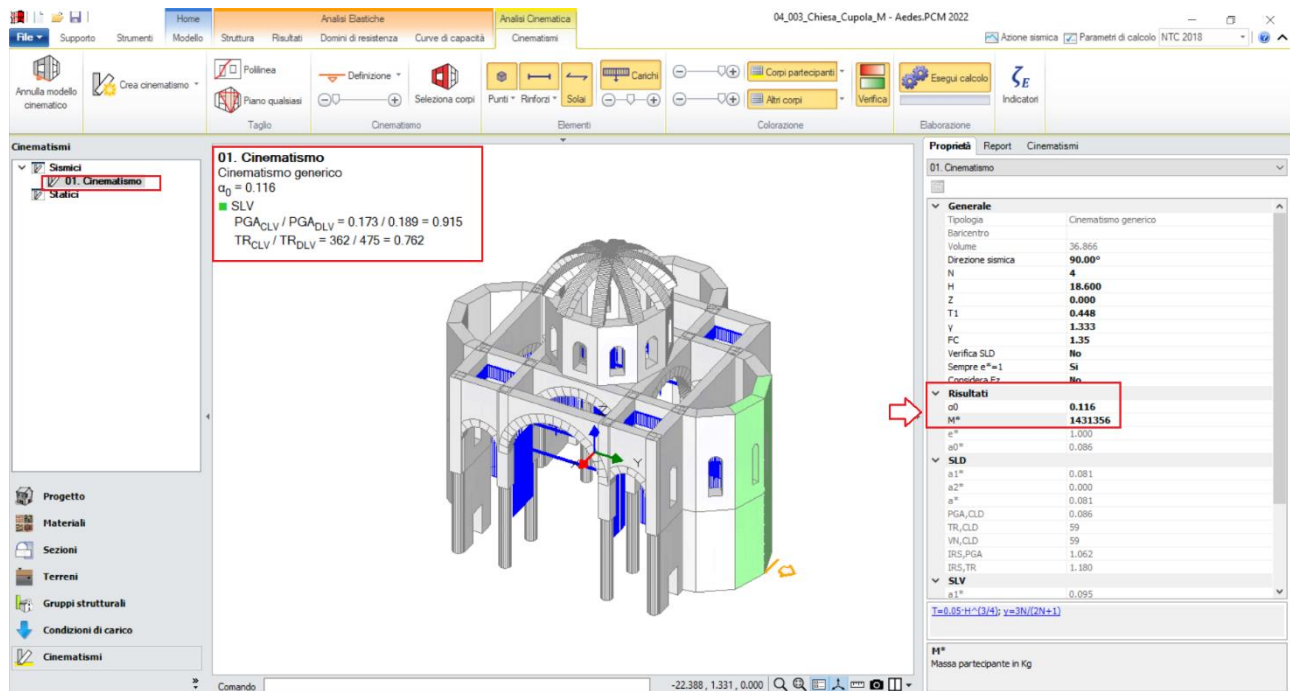 Home
Analisi Elastiche
Analisi Cinematica
04_003_Chiesa_Cupola_M - Aedes.PCM 2022
File
Supporto
Strumenti
Modello
Struttura
Risultati
Domini di resistenza
Curve di capacità
Cinematismi
Azione sismica
Parametri di calcolo
NTC 2018
Annulla modello cinematico
Crea cinematismo
Polilinea
Piano qualsiasi
Taglio
Definizione
Seleziona corpi
Cinematismo
Punti
Rinforzi
Solai
Carichi
Elementi
Corpi partecipanti
Altri corpi
Verifica
Colorazione
Esegui calcolo
Elaborazione
ζE
Indicatori
Cinematismi
Sismici
01. Cinematismo
Statici
Progetto
Materiali
Sezioni
Terreni
Gruppi strutturali
Condizioni di carico
Cinematismi
01. Cinematismo
Cinematismo generico
α0 = 0.116
SLV
PGACLV / PGADLV = 0.173 / 0.189 = 0.915
TRCLV / TRDLV = 362 / 475 = 0.762
Z
Y
Comando
-22.388 , 1.331 , 0.000
Proprietà
Report
Cinematismi
01. Cinematismo
Generale
Tipologia Cinematismo generico
Baricentro
Volume 36.866
Direzione sismica 90.00°
N 4
H 18.600
Z 0.000
T1 0.448
γ 1.333
FC 1.35
Verifica SLD No
Sempre e*=1 Sì
Considera Fz No
Risultati
α0 0.116
M* 1431356
e* 1.000
a0* 0.086
SLD
a1* 0.081
a2* 0.000
a* 0.081
PGA,CLD 0.086
TR,CLD 59
VN,CLD 59
IRS,PGA 1.062
IRS,TR 1.180
SLV
a1* 0.095
T=0.05·H^(3/4); γ=3N/(2N+1)
M*
Massa partecipante in Kg